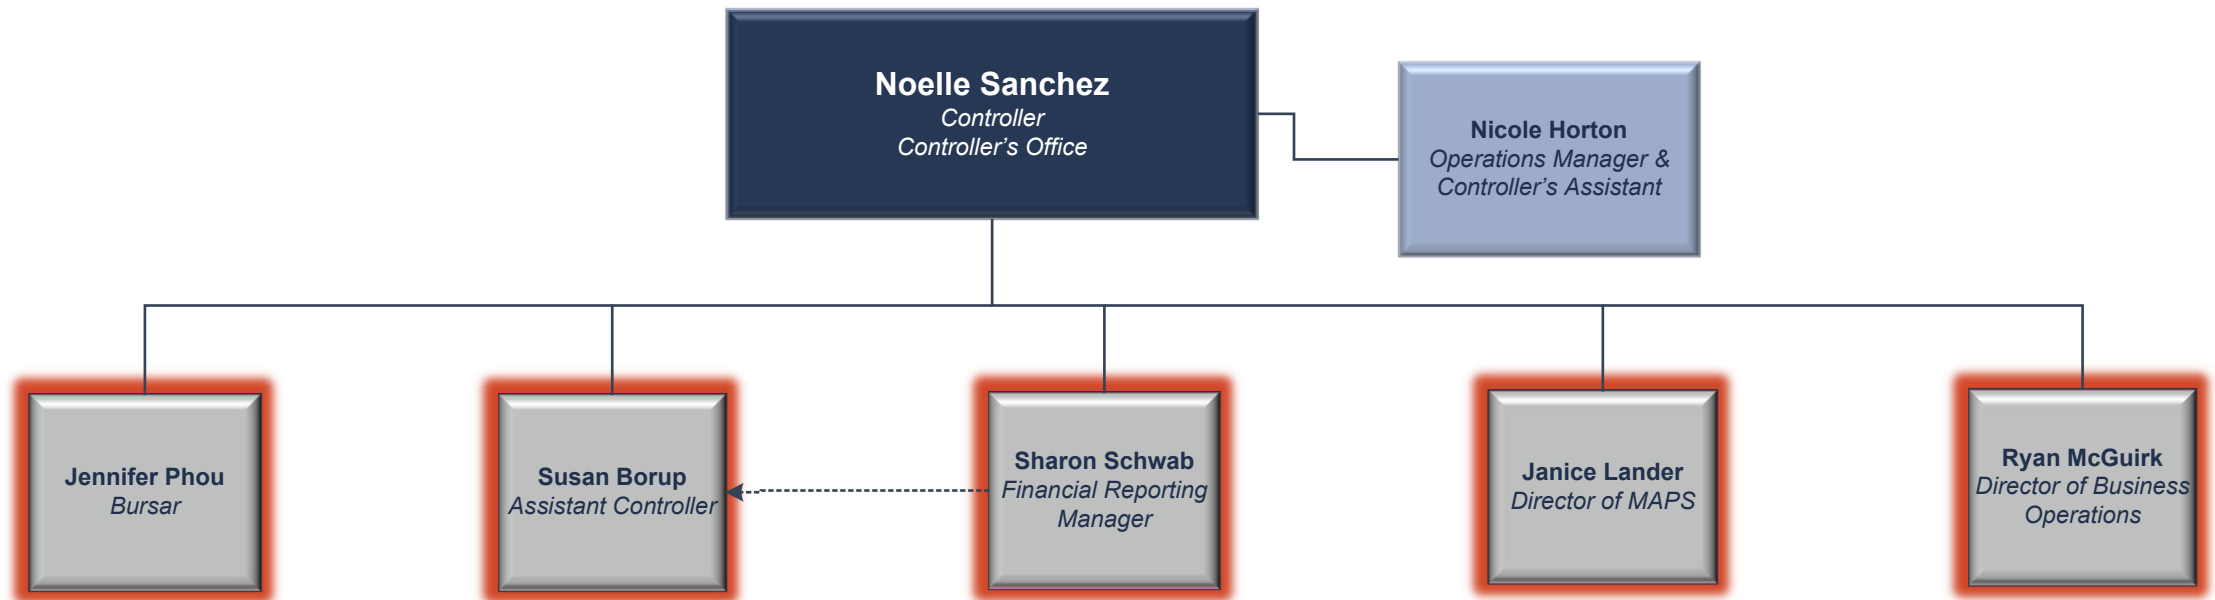 Noelle Sanchez
Controller
Controller’s Office
Nicole Horton
Operations Manager &
Controller’s Assistant
Jennifer Phou
Bursar
Susan Borup
Assistant Controller
Sharon Schwab
Financial Reporting
Manager
Janice Lander
Director of MAPS
Ryan McGuirk
Director of Business
Operations